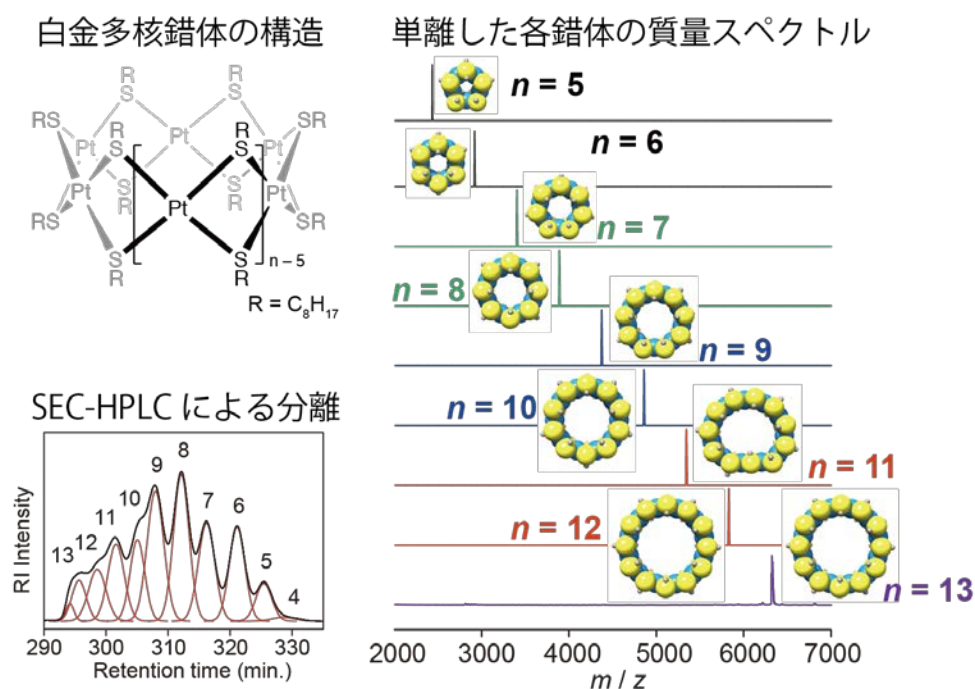 白金多核錯体の構造
R
S
R
S
RS
SR
Pt
R
S
R
S
Pt
Pt
S
R
S
R
Pt
Pt
Pt
RS
SR
S
R
S
R
n – 5
R = C₈H₁₇
SEC-HPLC による分離
RI Intensity
13
12
11
10
9
8
7
6
5
4
290 300 310 320 330
Retention time (min.)
単離した各錯体の質量スペクトル
n = 5
n = 6
n = 7
n = 8
n = 9
n = 10
n = 11
n = 12
n = 13
2000 3000 4000 5000 6000 7000
m / z